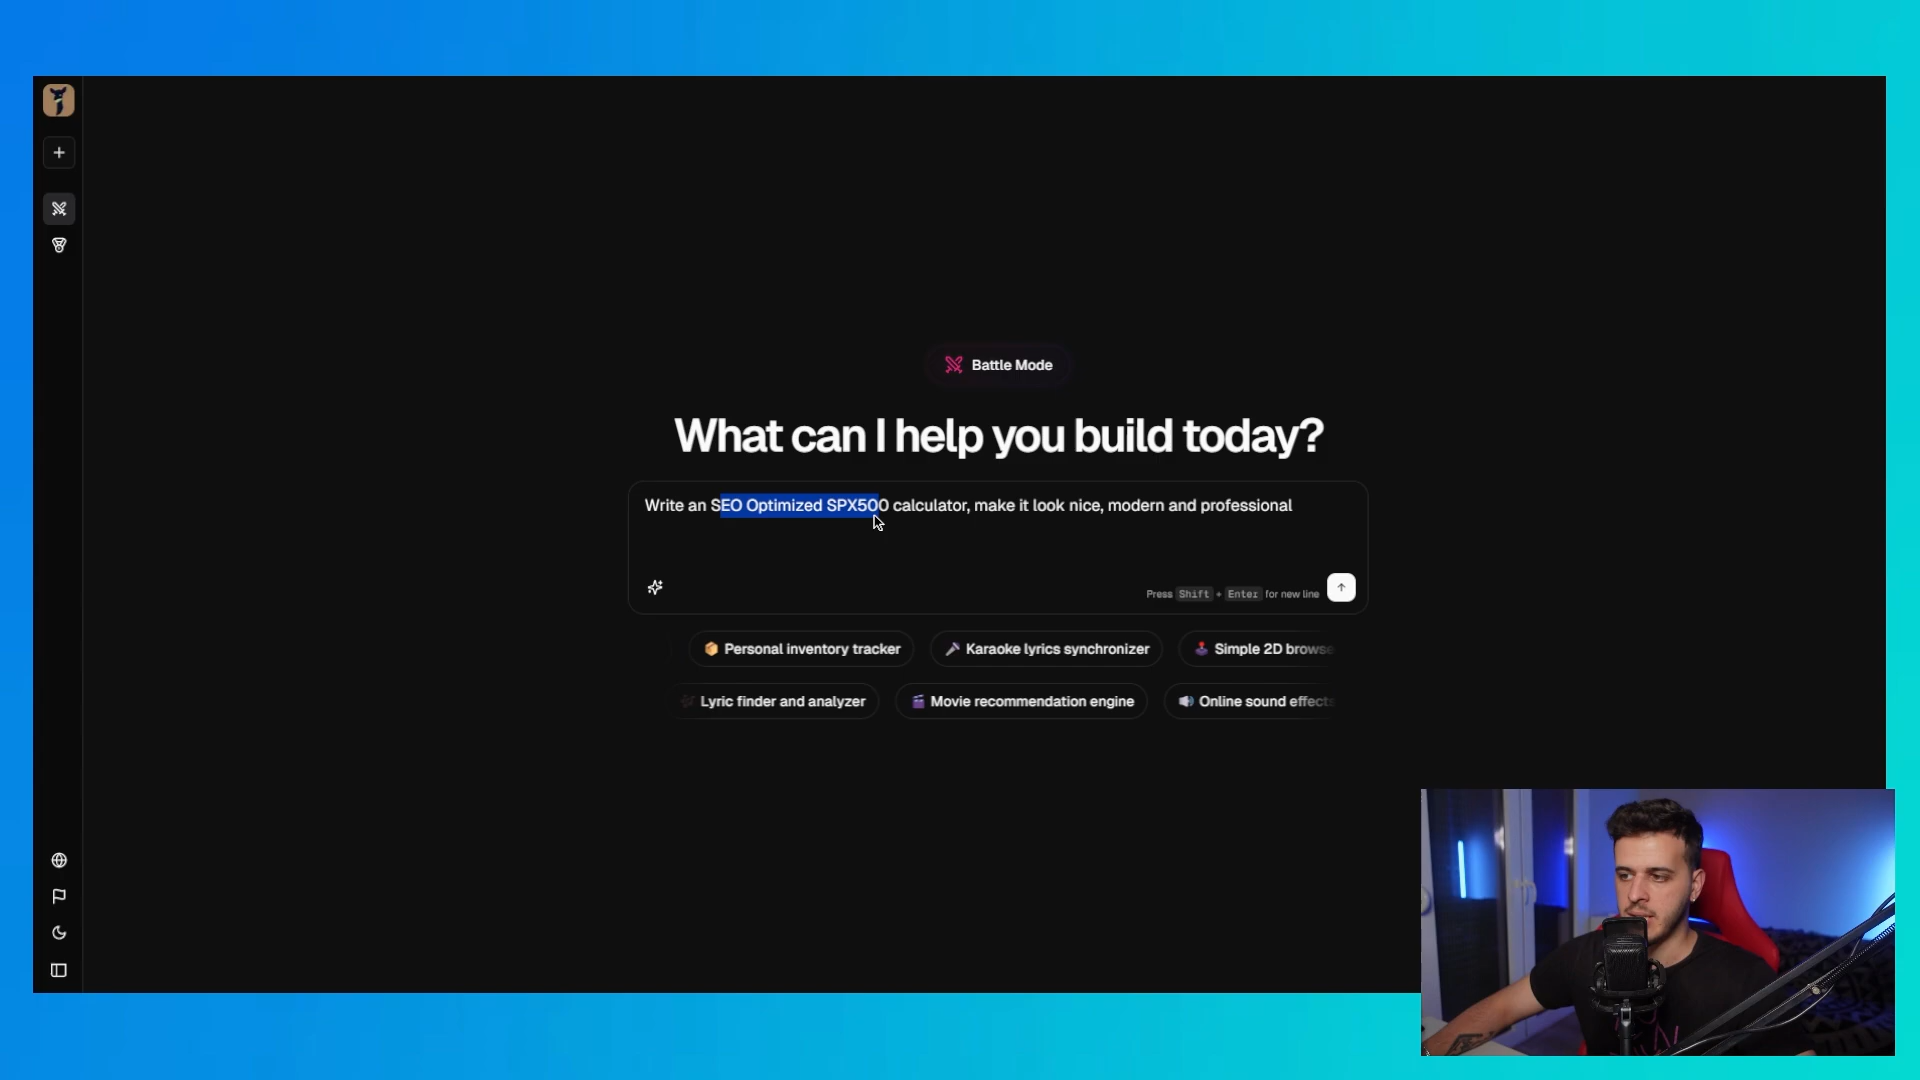 Battle Mode
What can I help you build today?
Write an SEO Optimized SPX500 calculator, make it look nice, modern and professional
Press Shift + Enter for new line
Personal inventory tracker
Karaoke lyrics synchronizer
Simple 2D browse
Lyric finder and analyzer
Movie recommendation engine
Online sound effects